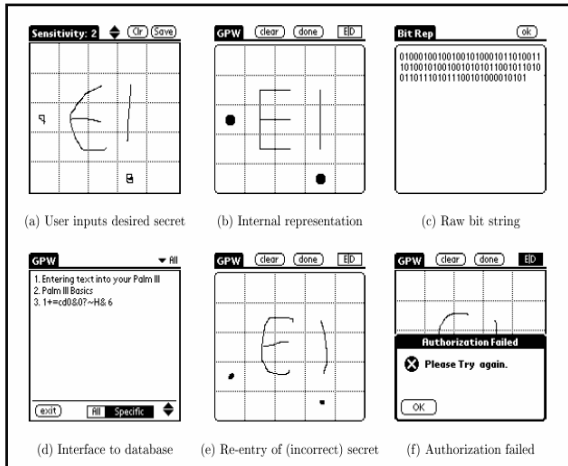 Sensitivity: 2 Clr Save
GPW clear done E|D
Bit Rep ok
E1
(a) User inputs desired secret
(b) Internal representation
(c) Raw bit string
GPW All
1. Entering text into your Palm III
2. Palm III Basics
3. 1+=cd0&0?~H& 6
exit All Specific
GPW clear done E|D
GPW clear done E|D
Authorization Failed
Please Try again.
OK
(d) Interface to database
(e) Re-entry of (incorrect) secret
(f) Authorization failed